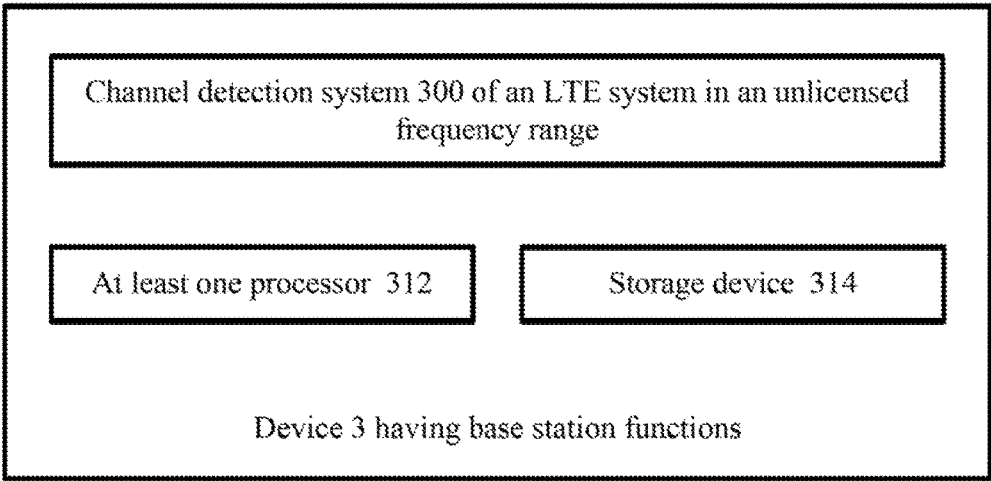 Channel detection system 300 of an LTE system in an unlicensed
frequency range
At least one processor 312
Storage device 314
Device 3 having base station functions